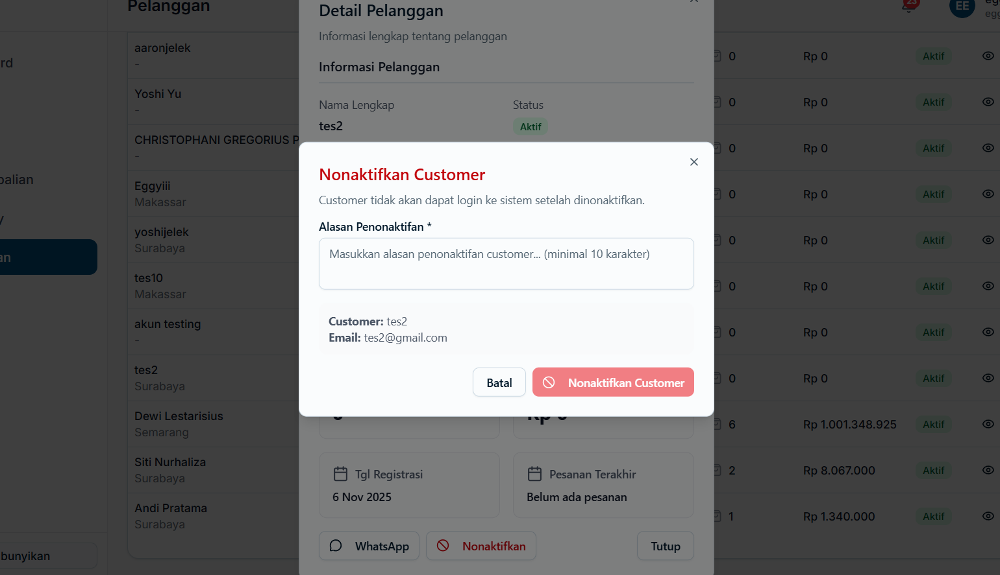 Pelanggan
23
EE
rd
balian
y
an
bunyikan
aaronjelek
-
0
Rp 0
Aktif
Yoshi Yu
-
0
Rp 0
Aktif
CHRISTOPHANI GREGORIUS P
-
0
Rp 0
Aktif
Eggyiii
Makassar
0
Rp 0
Aktif
yoshijelek
Surabaya
0
Rp 0
Aktif
tes10
Makassar
0
Rp 0
Aktif
akun testing
-
0
Rp 0
Aktif
tes2
Surabaya
0
Rp 0
Aktif
Dewi Lestarisius
Semarang
6
Rp 1.001.348.925
Aktif
Siti Nurhaliza
Surabaya
2
Rp 8.067.000
Aktif
Andi Pratama
Surabaya
1
Rp 1.340.000
Aktif
Detail Pelanggan
Informasi lengkap tentang pelanggan
Informasi Pelanggan
Nama Lengkap
Status
tes2
Aktif
Nonaktifkan Customer
Customer tidak akan dapat login ke sistem setelah dinonaktifkan.
Alasan Penonaktifan *
Masukkan alasan penonaktifan customer... (minimal 10 karakter)
Customer: tes2
Email: tes2@gmail.com
Batal
Nonaktifkan Customer
Tgl Registrasi
6 Nov 2025
Pesanan Terakhir
Belum ada pesanan
WhatsApp
Nonaktifkan
Tutup